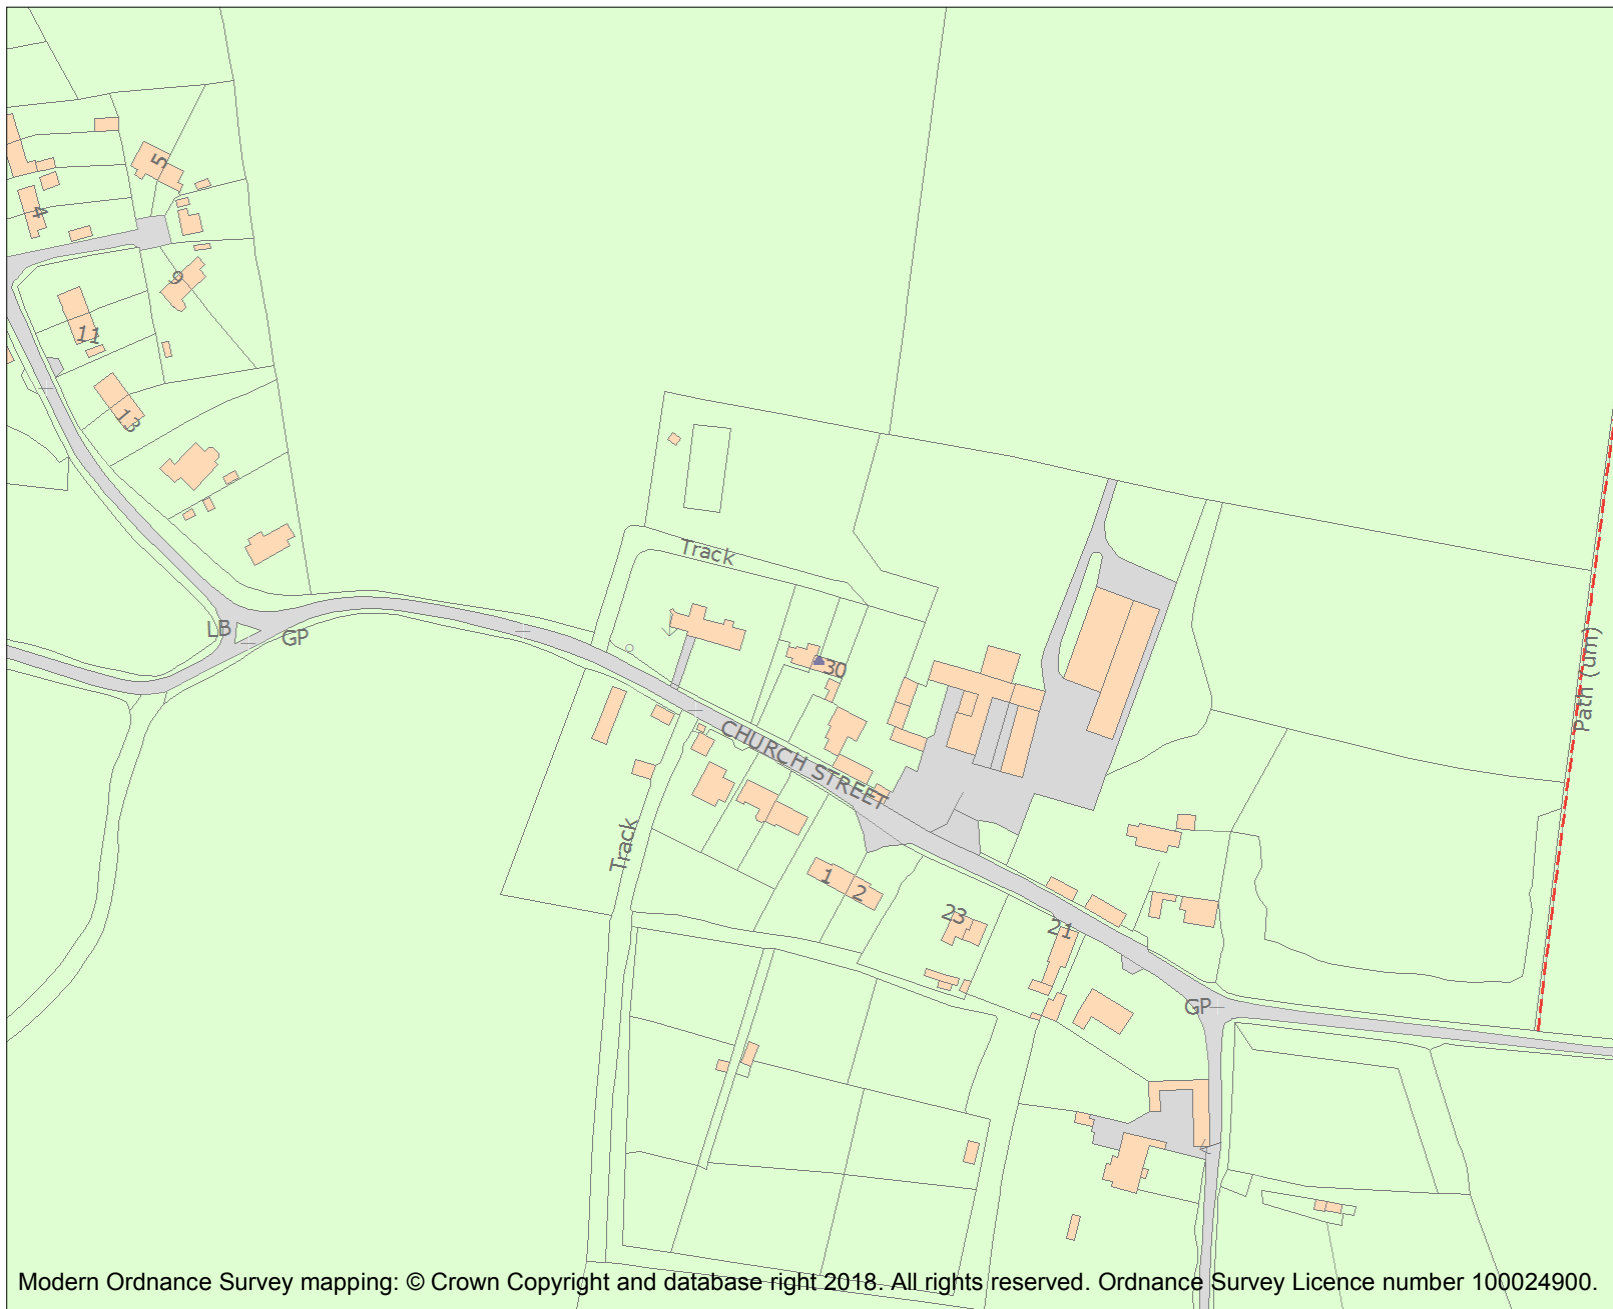 5
4
9
11
13
Track
LB
GP
30
CHURCH STREET
Path (um)
Track
1
2
23
21
GP
Modern Ordnance Survey mapping: © Crown Copyright and database right 2018. All rights reserved. Ordnance Survey Licence number 100024900.